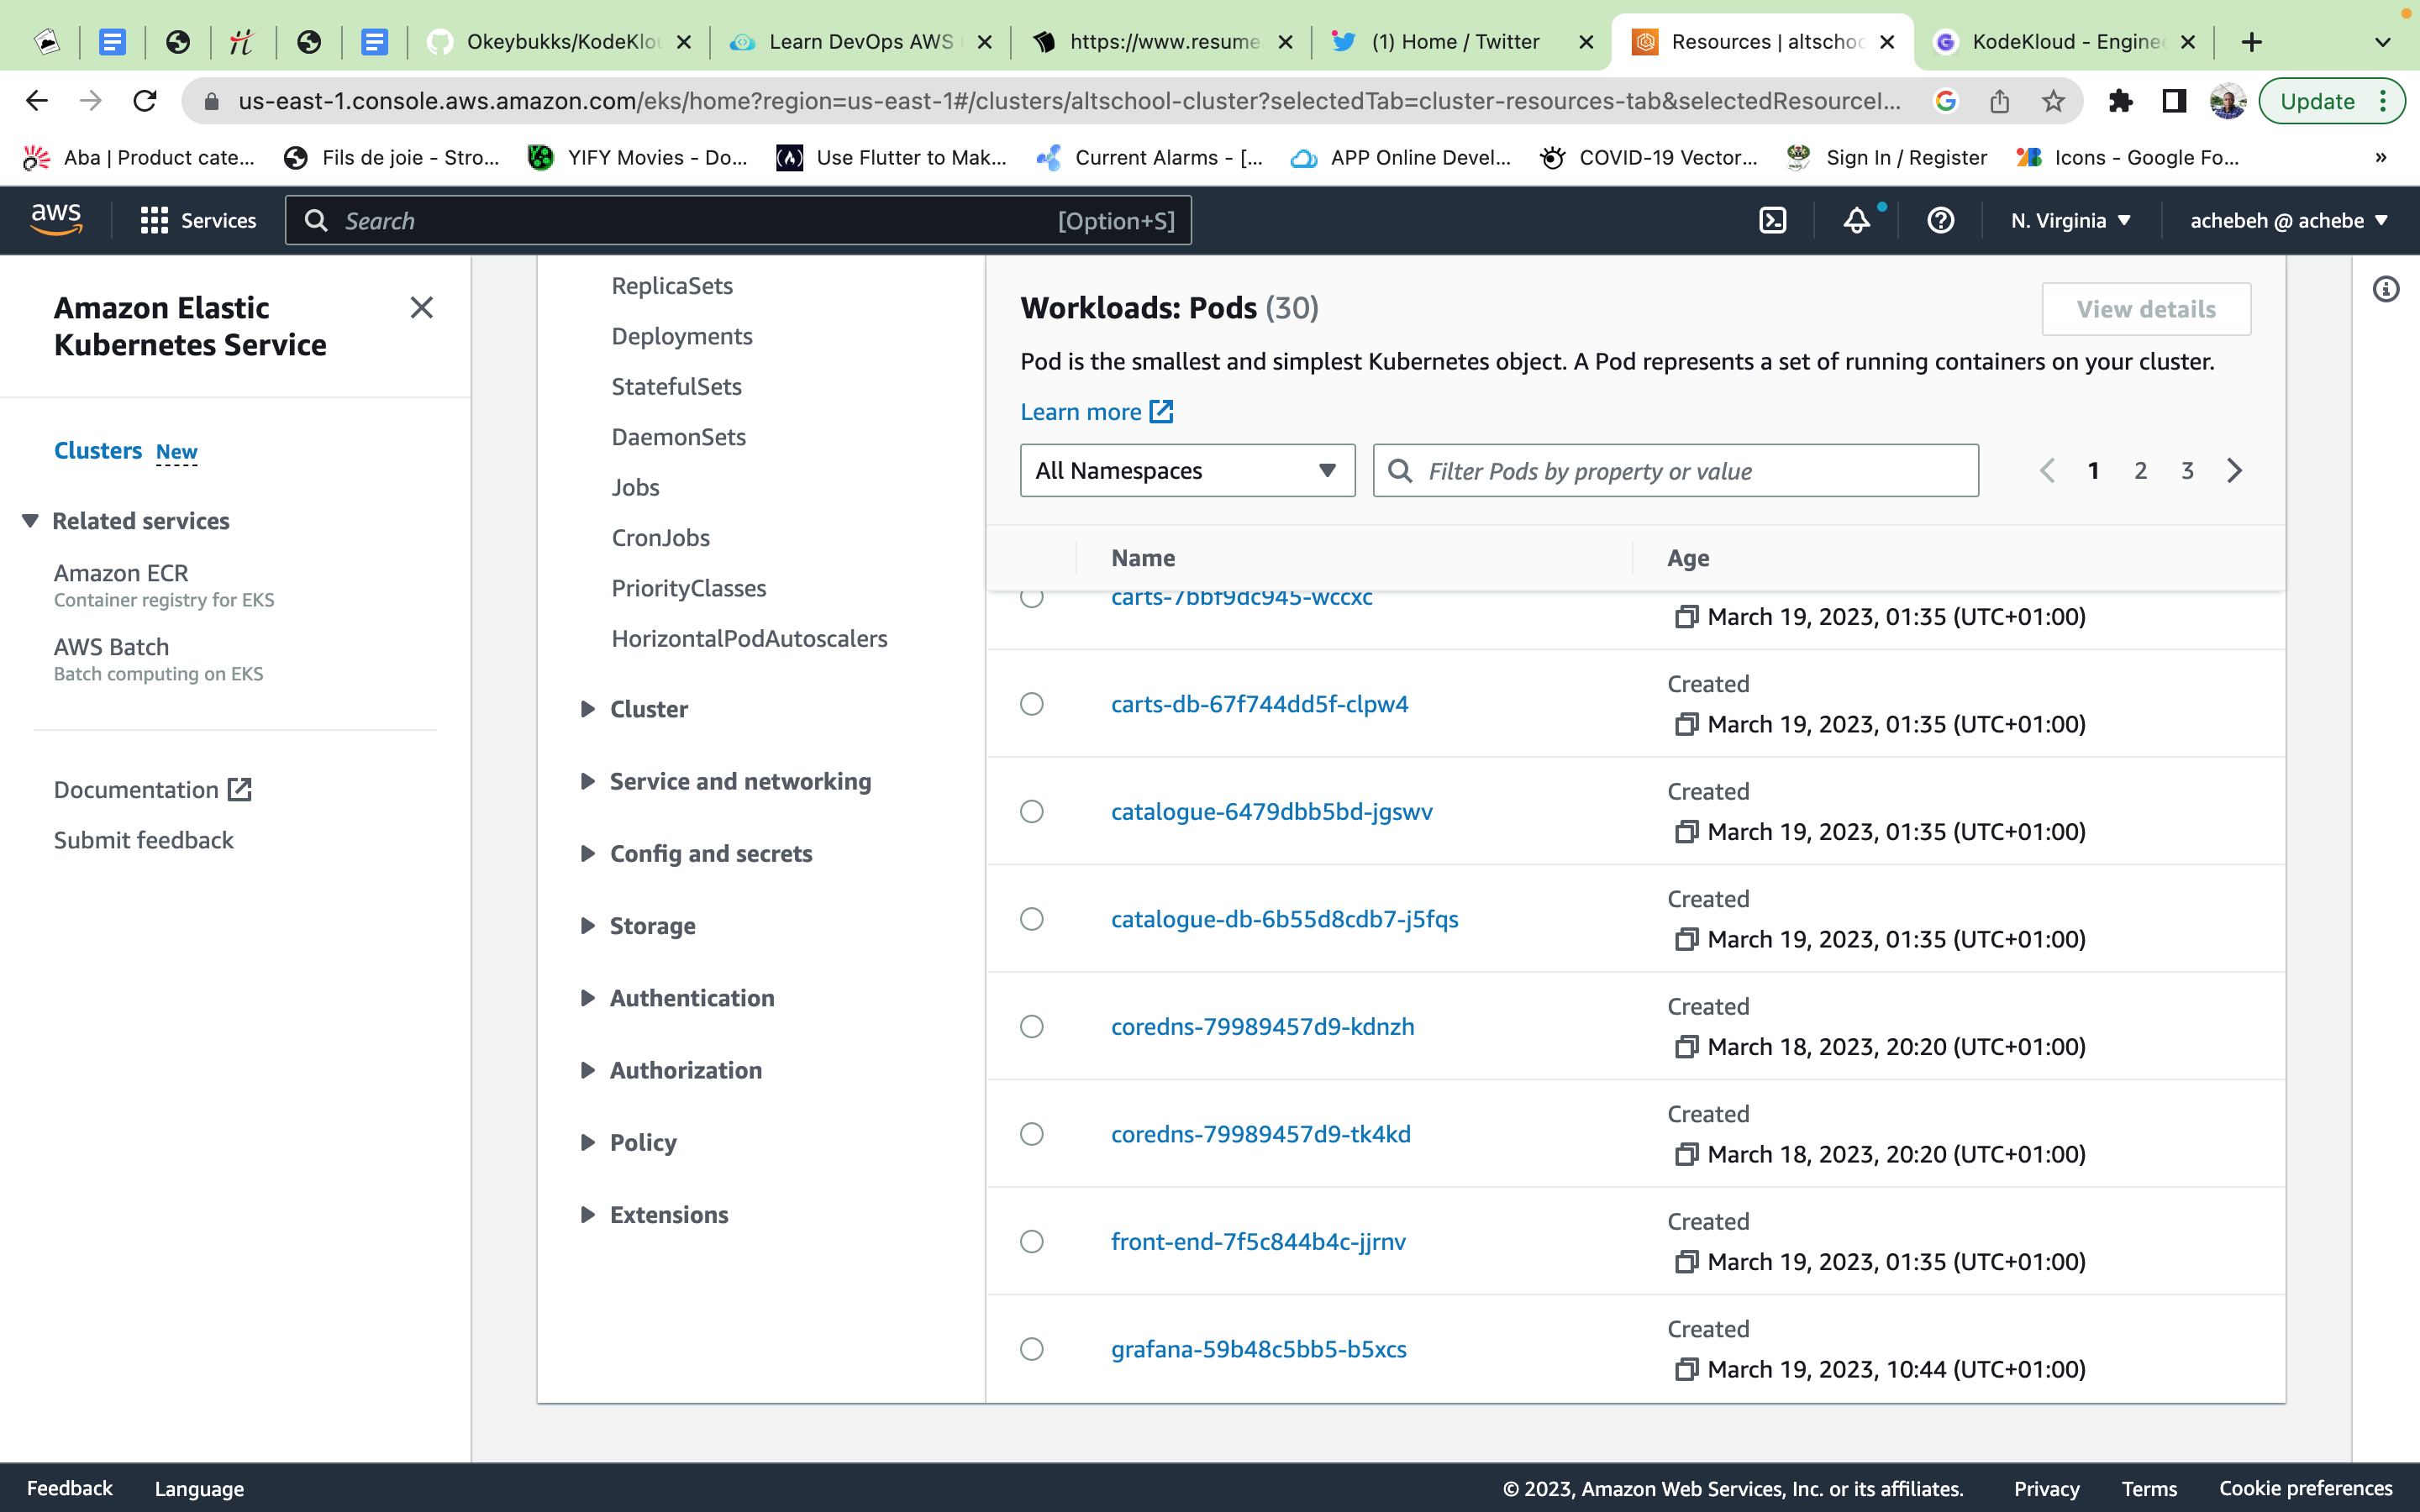 Okeybukks/KodeKlou
Learn DevOps AWS
https://www.resume
(1) Home / Twitter
Resources | altschoo
KodeKloud - Enginee
us-east-1.console.aws.amazon.com/eks/home?region=us-east-1#/clusters/altschool-cluster?selectedTab=cluster-resources-tab&selectedResourceI...
Update
Aba | Product cate...
Fils de joie - Stro...
YIFY Movies - Do...
Use Flutter to Mak...
Current Alarms - [...
APP Online Devel...
COVID-19 Vector...
Sign In / Register
Icons - Google Fo...
»
aws
Services
Search
[Option+S]
N. Virginia
achebeh @ achebe
Amazon Elastic
Kubernetes Service
Clusters New
Related services
Amazon ECR
Container registry for EKS
AWS Batch
Batch computing on EKS
Documentation
Submit feedback
ReplicaSets
Deployments
StatefulSets
DaemonSets
Jobs
CronJobs
PriorityClasses
HorizontalPodAutoscalers
Cluster
Service and networking
Config and secrets
Storage
Authentication
Authorization
Policy
Extensions
Workloads: Pods (30)
View details
Pod is the smallest and simplest Kubernetes object. A Pod represents a set of running containers on your cluster.
Learn more
All Namespaces
Filter Pods by property or value
1 2 3
Name
Age
carts-7bbf9dc945-wccxc
March 19, 2023, 01:35 (UTC+01:00)
carts-db-67f744dd5f-clpw4
Created
March 19, 2023, 01:35 (UTC+01:00)
catalogue-6479dbb5bd-jgswv
Created
March 19, 2023, 01:35 (UTC+01:00)
catalogue-db-6b55d8cdb7-j5fqs
Created
March 19, 2023, 01:35 (UTC+01:00)
coredns-79989457d9-kdnzh
Created
March 18, 2023, 20:20 (UTC+01:00)
coredns-79989457d9-tk4kd
Created
March 18, 2023, 20:20 (UTC+01:00)
front-end-7f5c844b4c-jjrnv
Created
March 19, 2023, 01:35 (UTC+01:00)
grafana-59b48c5bb5-b5xcs
Created
March 19, 2023, 10:44 (UTC+01:00)
Feedback
Language
© 2023, Amazon Web Services, Inc. or its affiliates.
Privacy
Terms
Cookie preferences